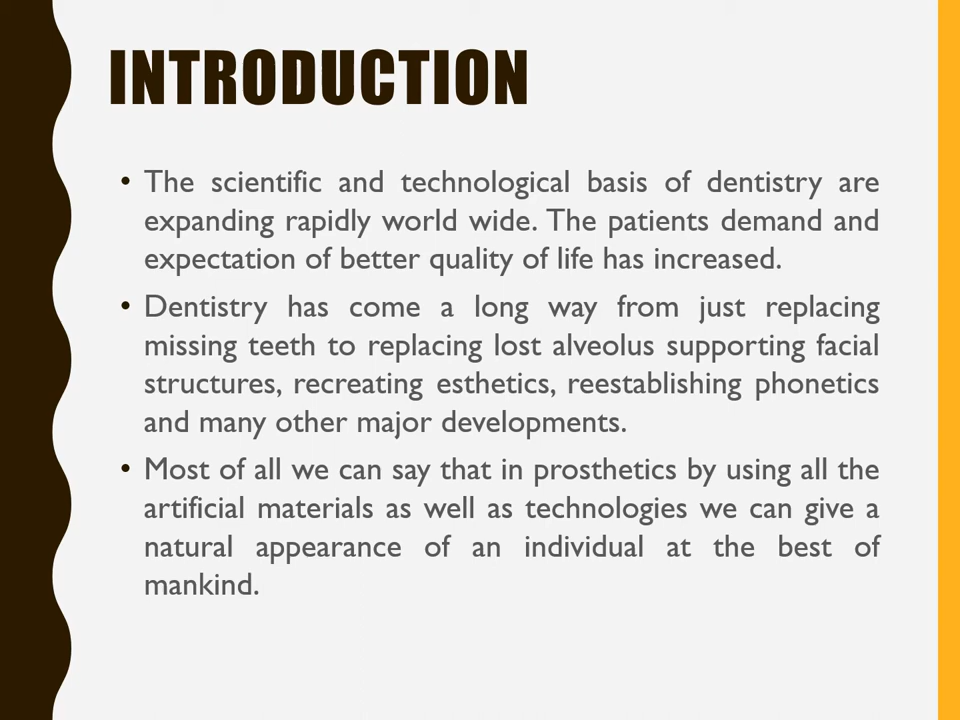 INTRODUCTION
• The scientific and technological basis of dentistry are
expanding rapidly world wide. The patients demand and
expectation of better quality of life has increased.
• Dentistry has come a long way from just replacing
missing teeth to replacing lost alveolus supporting facial
structures, recreating esthetics, reestablishing phonetics
and many other major developments.
• Most of all we can say that in prosthetics by using all the
artificial materials as well as technologies we can give a
natural appearance of an individual at the best of
mankind.